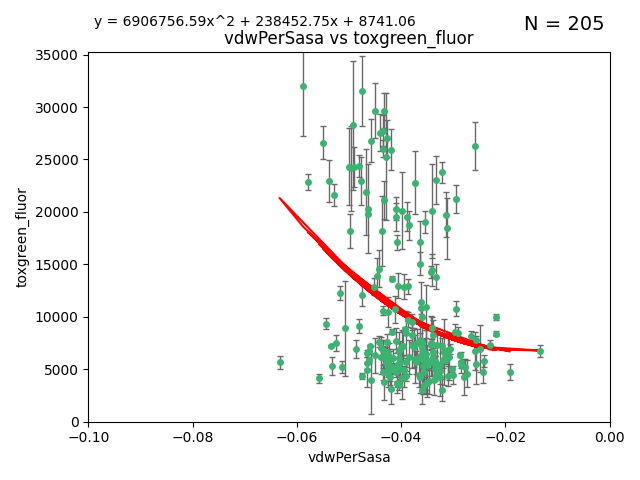 y = 6906756.59x^2 + 238452.75x + 8741.06
N = 205
vdwPerSasa vs toxgreen_fluor
35000
30000
25000
20000
15000
10000
5000
0
toxgreen_fluor
−0.10 −0.08 −0.06 −0.04 −0.02 0.00
vdwPerSasa